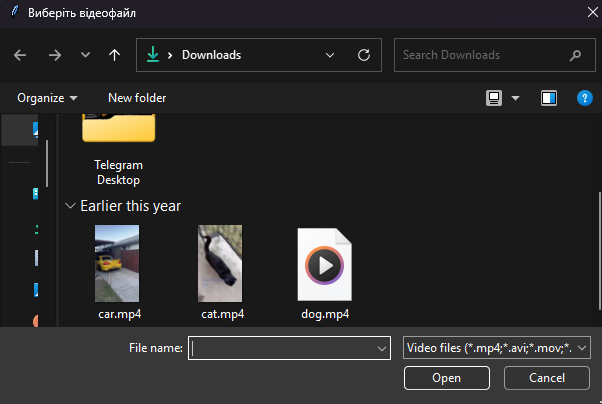 Виберіть відеофайл
Downloads
Search Downloads
Organize
New folder
Telegram
Desktop
Earlier this year
car.mp4
cat.mp4
dog.mp4
File name:
Video files (*.mp4;*.avi;*.mov;*.
Open
Cancel